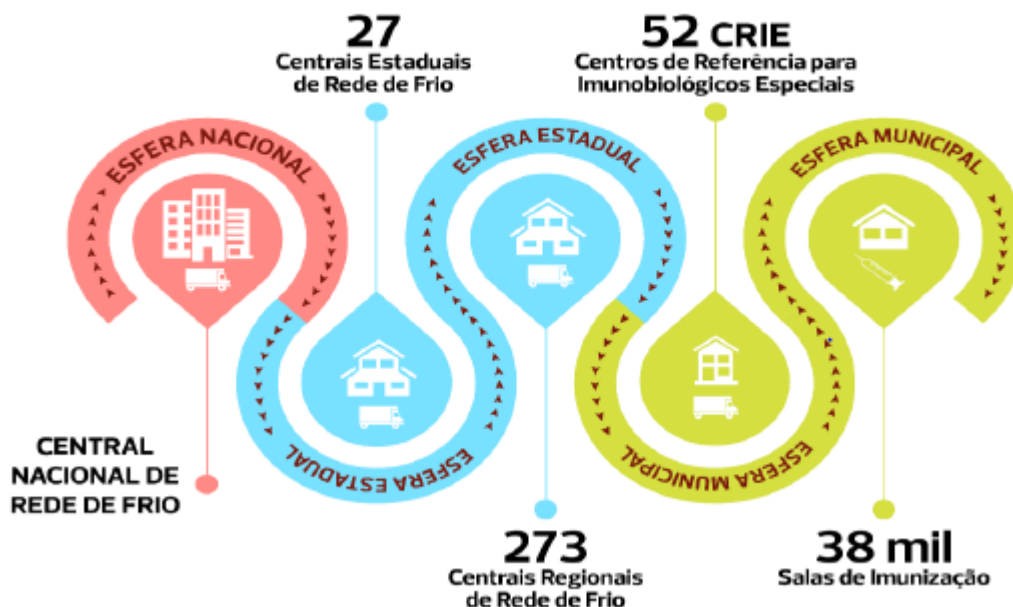 27
Centrais Estaduais
de Rede de Frio
52 CRIE
Centros de Referência para
Imunobiológicos Especiais
ESFERA NACIONAL
ESFERA ESTADUAL
ESFERA MUNICIPAL
CENTRAL
NACIONAL DE
REDE DE FRIO
ESFERA ESTADUAL
ESFERA MUNICIPAL
273
Centrais Regionais
de Rede de Frio
38 mil
Salas de Imunização